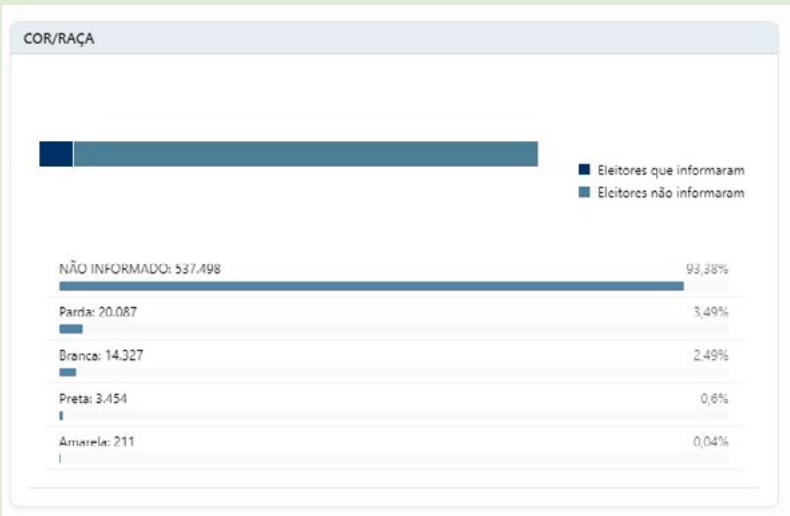 COR/RAÇA
Eleitores que informaram
Eleitores não informaram
NÃO INFORMADO: 537.498 93,38%
Parda: 20.087 3,49%
Branca: 14.327 2,49%
Preta: 3.454 0,6%
Amarela: 211 0,04%